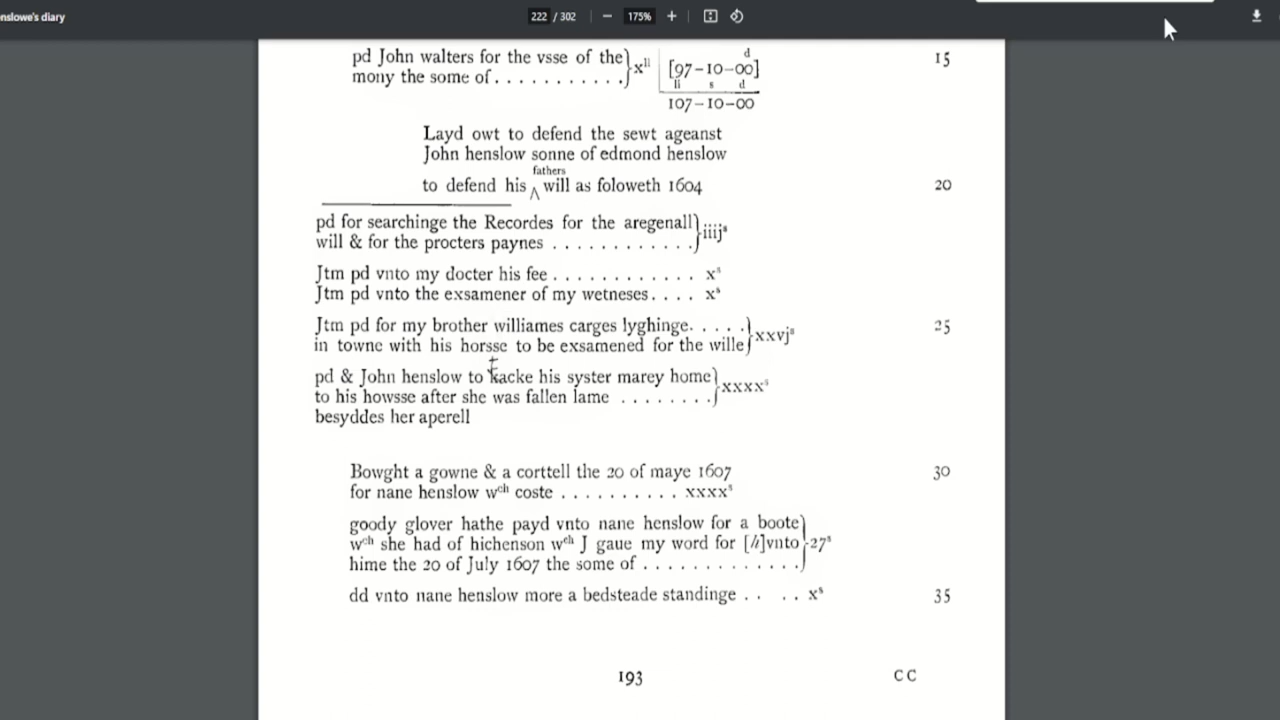 nslowe's diary
222 / 302
175%
pd John walters for the vsse of the
mony the some of . . . . . . . . . . . xˡⁱ
d
[97-10-00]
li s d
107-10-00
15
Layd owt to defend the sewt ageanst
John henslow sonne of edmond henslow
fathers
to defend his ^ will as foloweth 1604 20
pd for searchinge the Recordes for the aregenall
will & for the procters paynes . . . . . . . . . . . . iiijˢ
Jtm pd vnto my docter his fee . . . . . . . . . . . . xˢ
Jtm pd vnto the exsamener of my wetneses . . . . xˢ
Jtm pd for my brother williames carges lyghinge . . . . . 25
in towne with his horsse to be exsamened for the wille xxvjˢ
t
pd & John henslow to kacke his syster marey home
to his howsse after she was fallen lame . . . . . . . . xxxxˢ
besyddes her aperell
Bowght a gowne & a corttell the 20 of maye 1607 30
for nane henslow wᶜʰ coste . . . . . . . . . . xxxxˢ
goody glover hathe payd vnto nane henslow for a boote
wᶜʰ she had of hichenson wᶜʰ J gaue my word for [h]vnto 27ˢ
hime the 20 of July 1607 the some of . . . . . . . . . . . . .
dd vnto nane henslow more a bedsteade standinge . . . . xˢ 35
193
C C